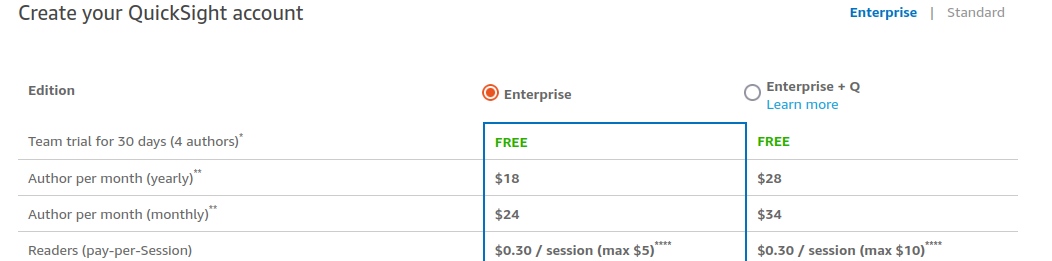 Create your QuickSight account
Enterprise | Standard
Edition
Enterprise
Enterprise + Q
Learn more
Team trial for 30 days (4 authors)* FREE FREE
Author per month (yearly)** $18 $28
Author per month (monthly)** $24 $34
Readers (pay-per-Session) $0.30 / session (max $5)**** $0.30 / session (max $10)****